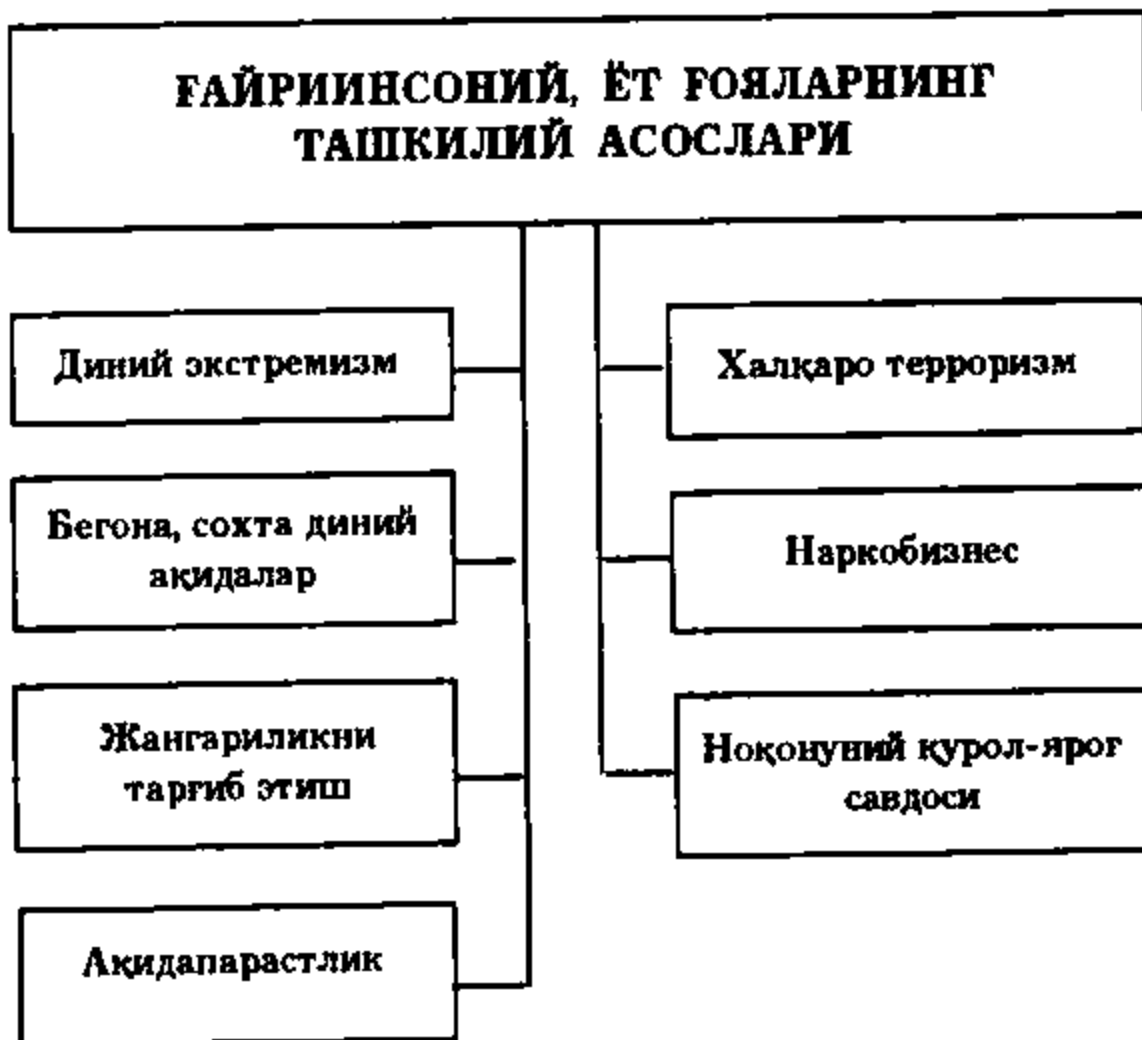 ҒАЙРИИНСОНИЙ, ЁТ ҒОЯЛАРНИНГ
ТАШКИЛИЙ АСОСЛАРИ
Диний экстремизм
Бегона, сохта диний
ақидалар
Жангариликни
тарғиб этиш
Ақидапарастлик
Халқаро терроризм
Наркобизнес
Ноқонуний қурол-яроғ
савдоси